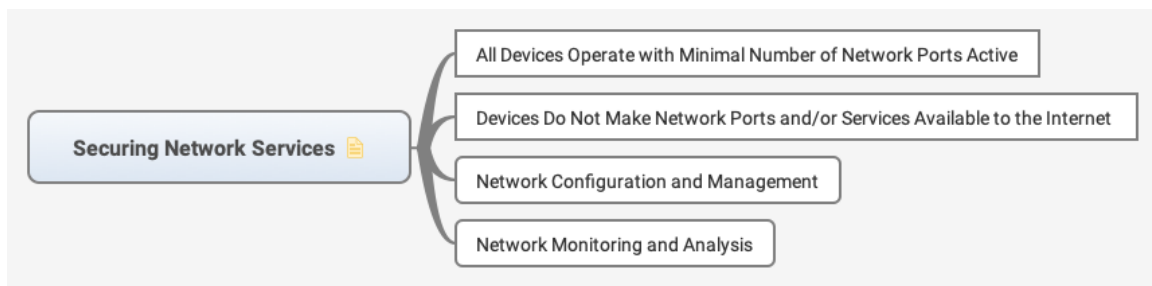 All Devices Operate with Minimal Number of Network Ports Active
Devices Do Not Make Network Ports and/or Services Available to the Internet
Securing Network Services
Network Configuration and Management
Network Monitoring and Analysis